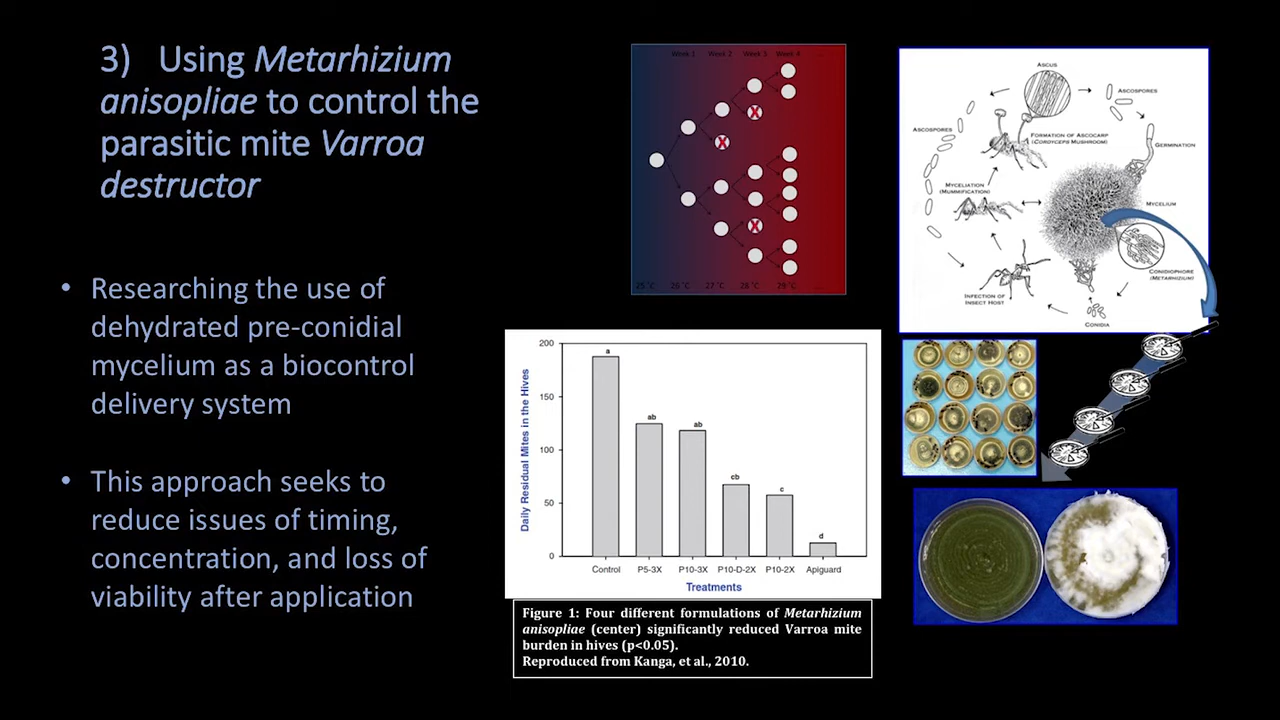 3) Using Metarhizium
anisopliae to control the
parasitic mite Varroa
destructor
• Researching the use of
dehydrated pre-conidial
mycelium as a biocontrol
delivery system
• This approach seeks to
reduce issues of timing,
concentration, and loss of
viability after application
Week 1 Week 2 Week 3 Week 4
X
X
X
X
25 ˚C 26 ˚C 27 ˚C 28 ˚C 29 ˚C
Ascus
Ascospores
Ascospores
Formation of Ascocarp
(Cordyceps Mushroom)
Germination
Myceliation
(Mummification)
Mycelium
Conidiophore
(Metarhizium)
Infection of
Insect Host
Conidia
Daily Residual Mites in the Hives
200
150
100
50
0
a
ab
ab
cb
c
d
Control P5-3X P10-3X P10-D-2X P10-2X Apiguard
Treatments
Figure 1: Four different formulations of Metarhizium
anisopliae (center) significantly reduced Varroa mite
burden in hives (p<0.05).
Reproduced from Kanga, et al., 2010.